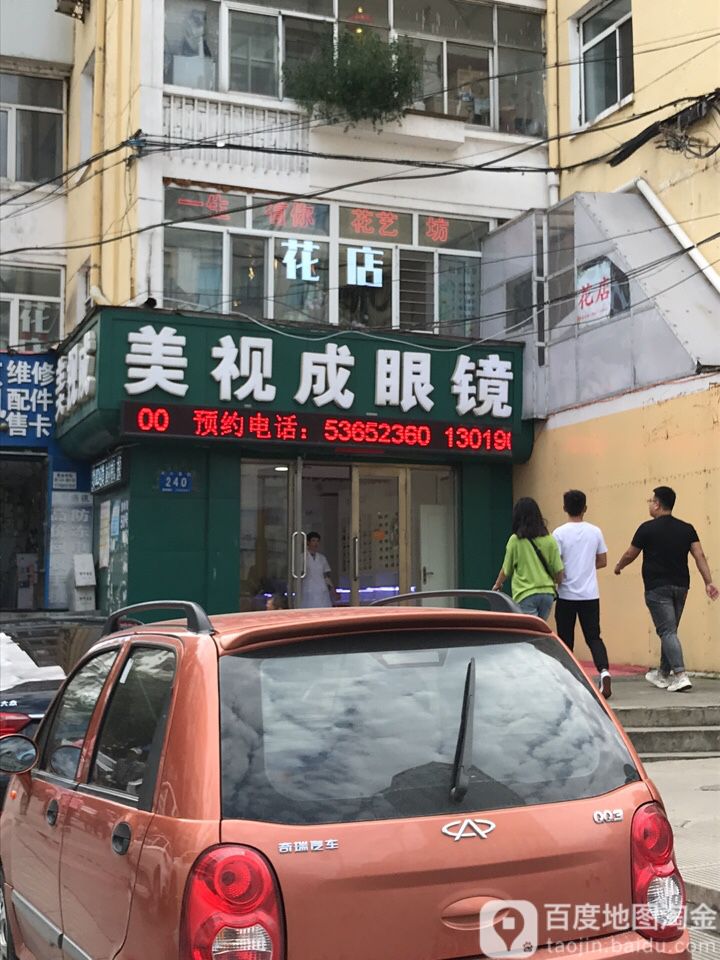 一生 有你 花艺 坊
花店
花店
美视成眼镜
00 预约电话：53652360 13019
维修
配件
售卡
240
奇瑞汽车
QQ3
百度地图淘金
taojin.baidu.com